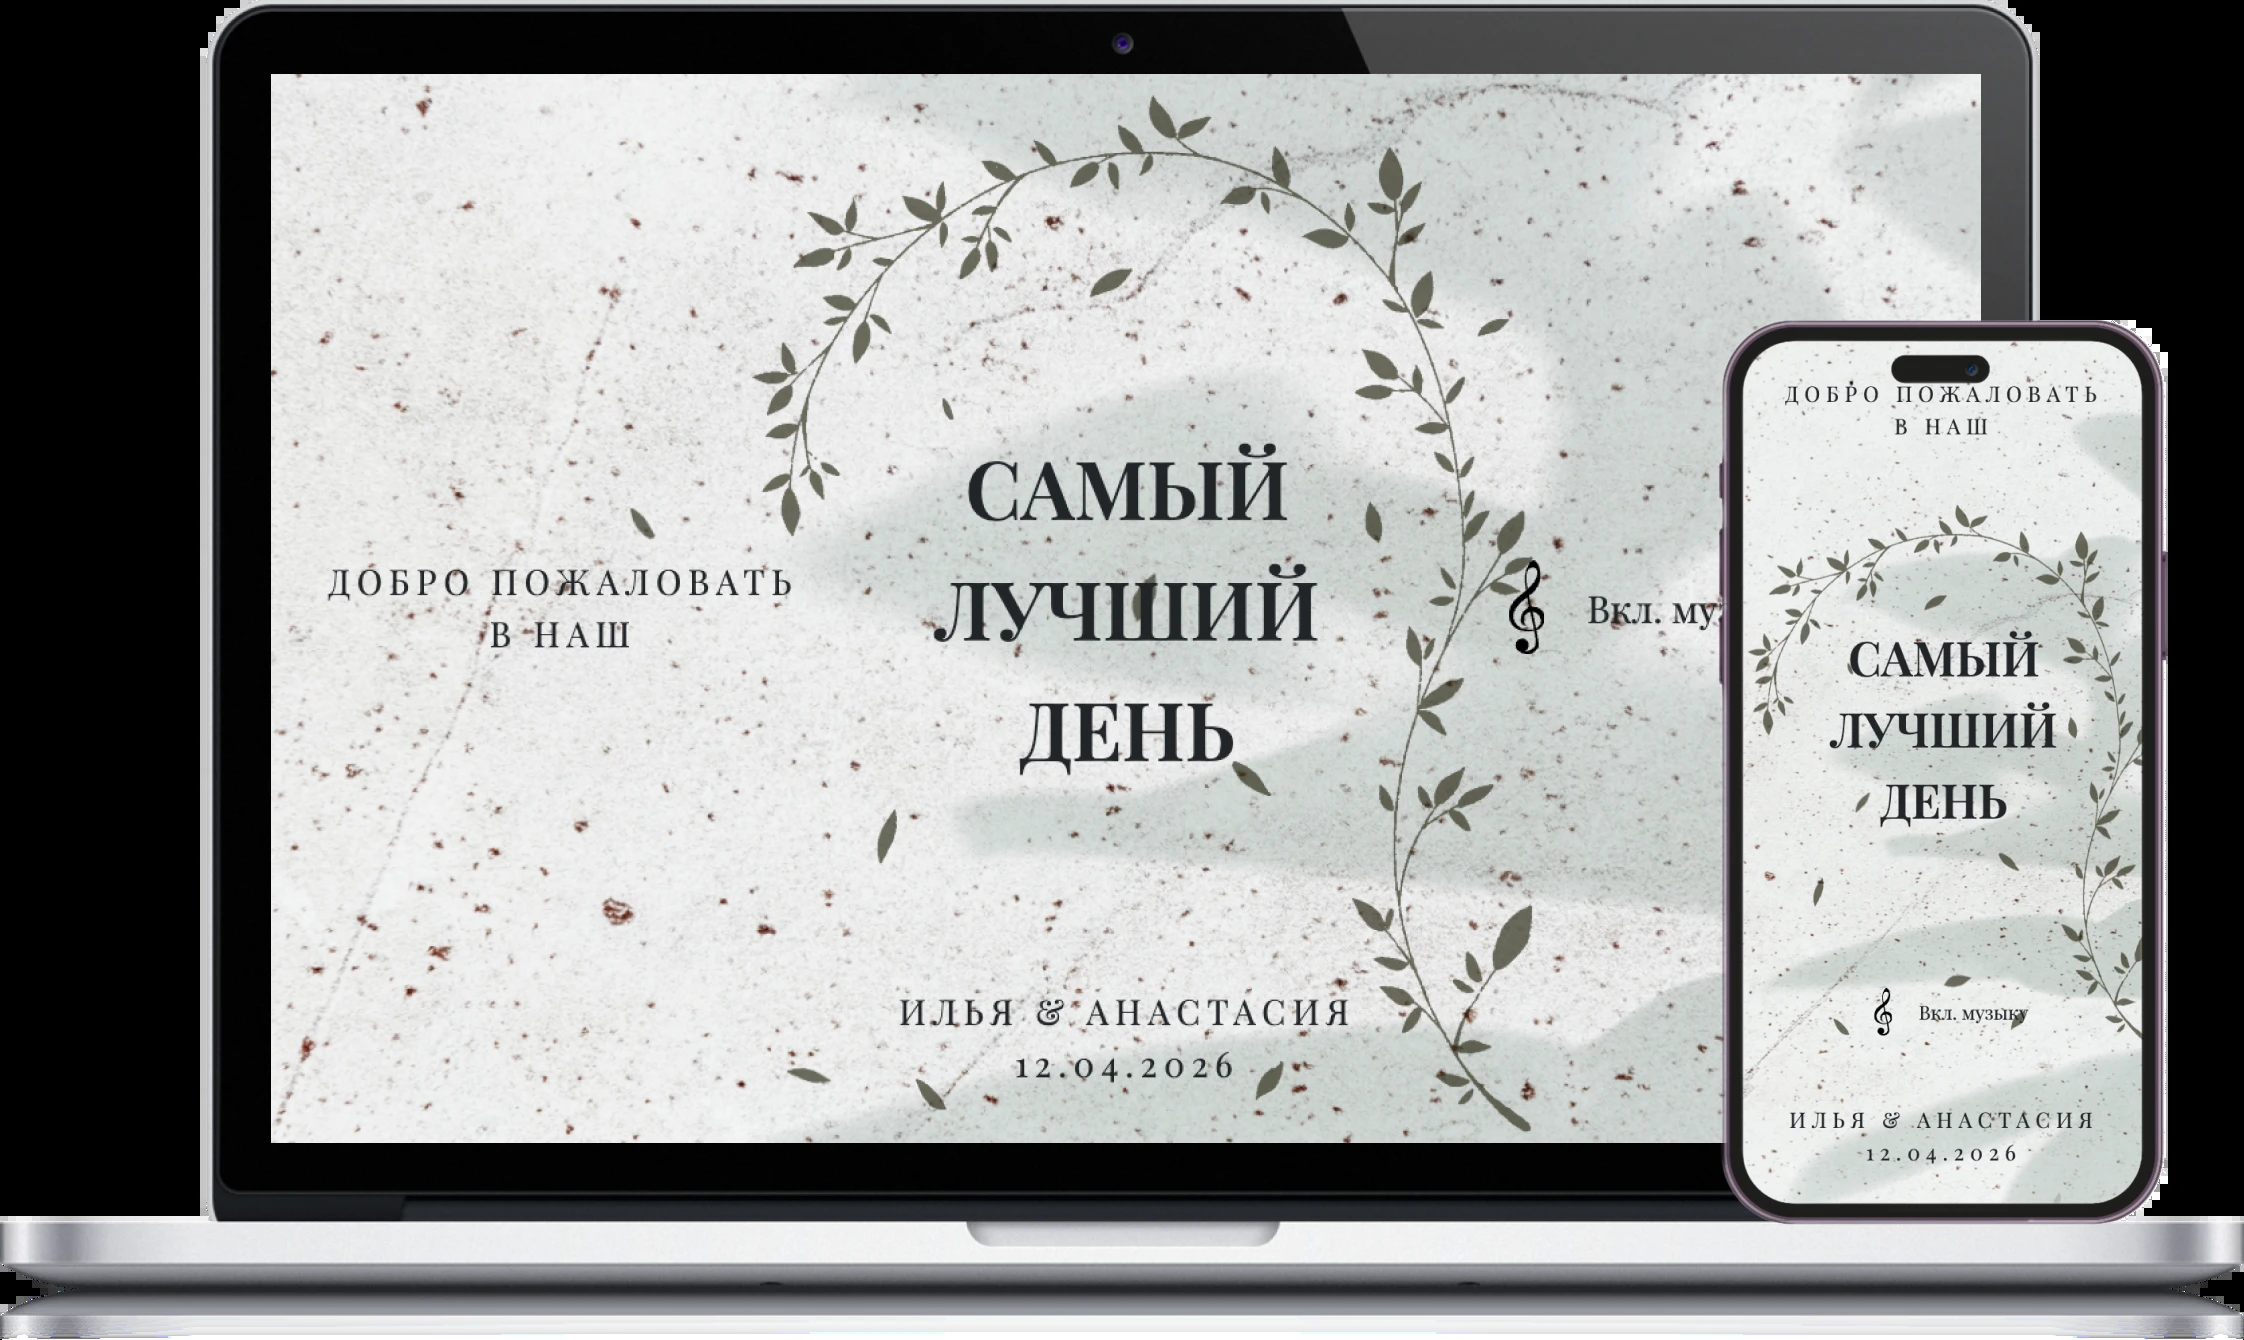 ДОБРО ПОЖАЛОВАТЬ
В НАШ
САМЫЙ
ЛУЧШИЙ
ДЕНЬ
Вкл. му
ИЛЬЯ & АНАСТАСИЯ
12.04.2026
ДОБРО ПОЖАЛОВАТЬ
В НАШ
САМЫЙ
ЛУЧШИЙ
ДЕНЬ
Вкл. музыку
ИЛЬЯ & АНАСТАСИЯ
12.04.2026